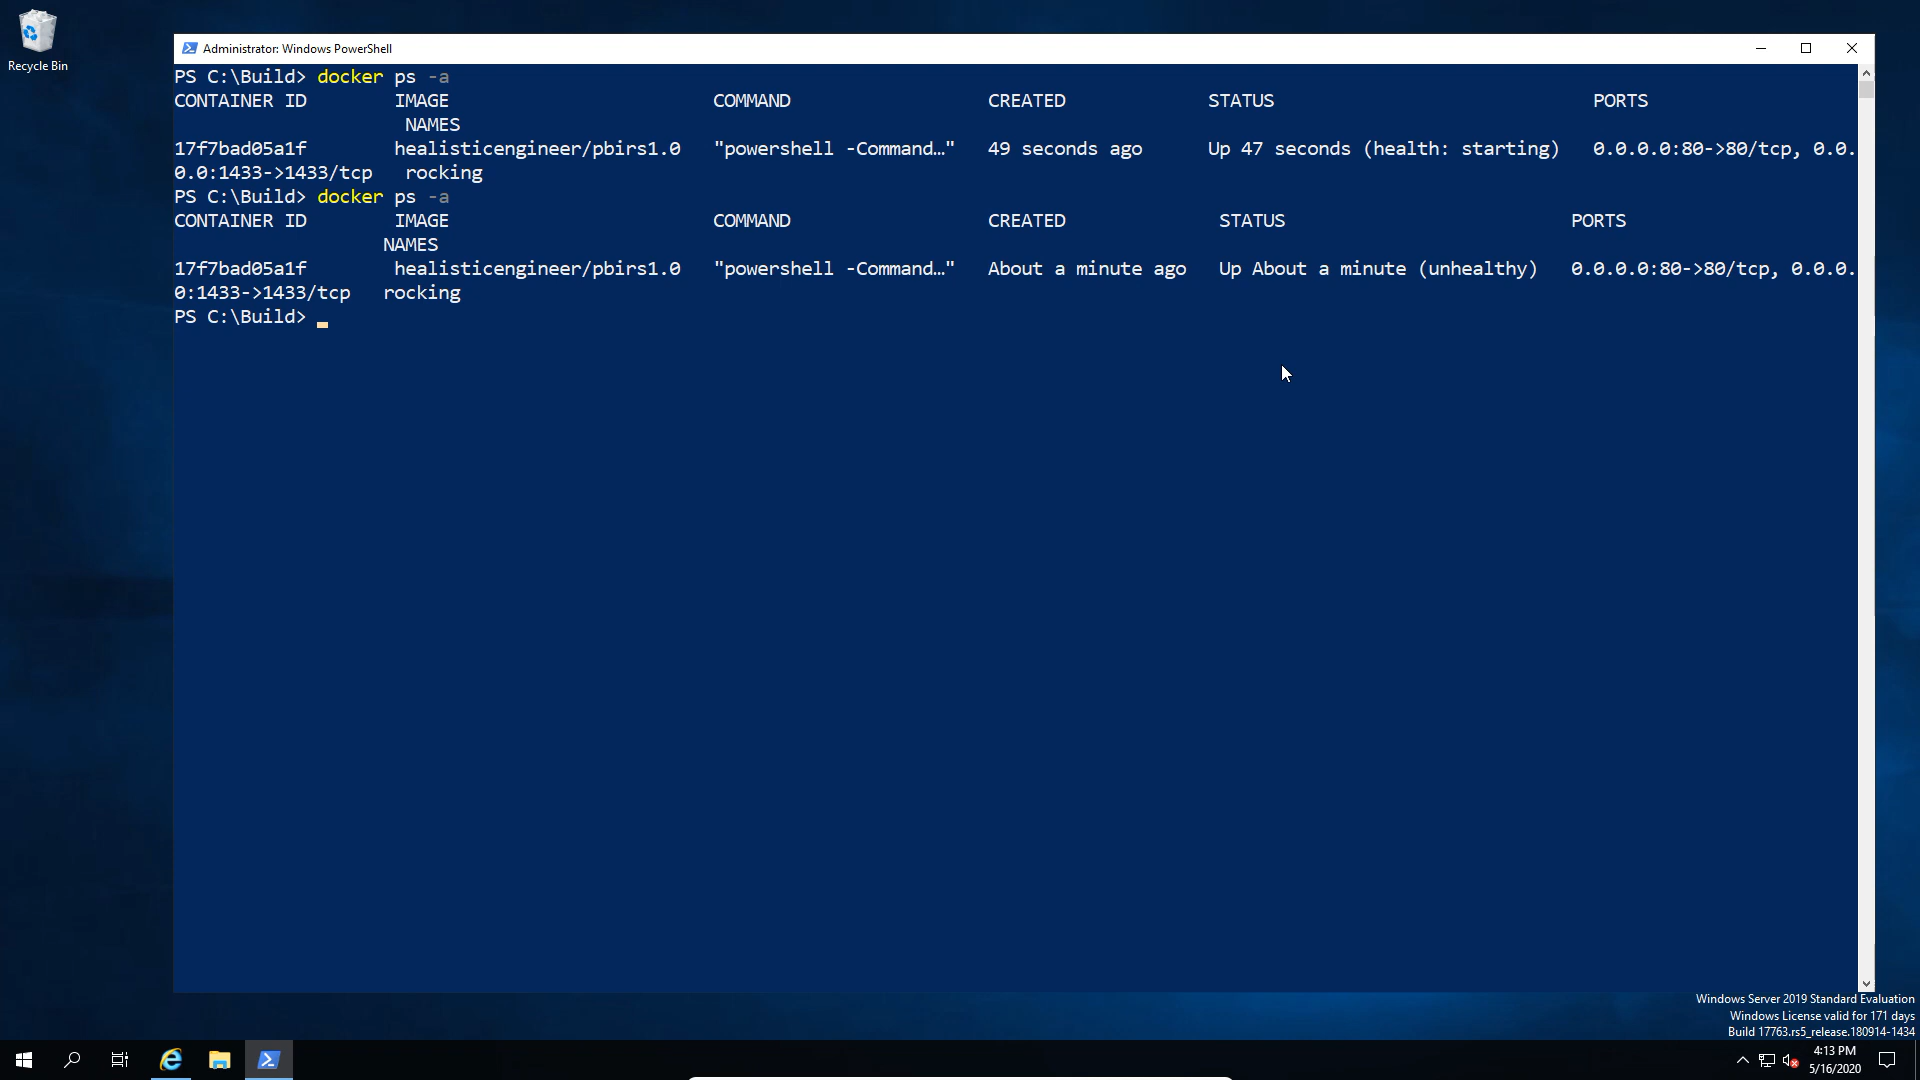 Recycle Bin
Administrator: Windows PowerShell
PS C:\Build> docker ps -a
CONTAINER ID IMAGE COMMAND CREATED STATUS PORTS
NAMES
17f7bad05a1f healisticengineer/pbirs1.0 "powershell -Command…" 49 seconds ago Up 47 seconds (health: starting) 0.0.0.0:80->80/tcp, 0.0.
0.0:1433->1433/tcp rocking
PS C:\Build> docker ps -a
CONTAINER ID IMAGE COMMAND CREATED STATUS PORTS
NAMES
17f7bad05a1f healisticengineer/pbirs1.0 "powershell -Command…" About a minute ago Up About a minute (unhealthy) 0.0.0.0:80->80/tcp, 0.0.0.
0:1433->1433/tcp rocking
PS C:\Build>
Windows Server 2019 Standard Evaluation
Windows License valid for 171 days
Build 17763.rs5_release.180914-1434
4:13 PM
5/16/2020